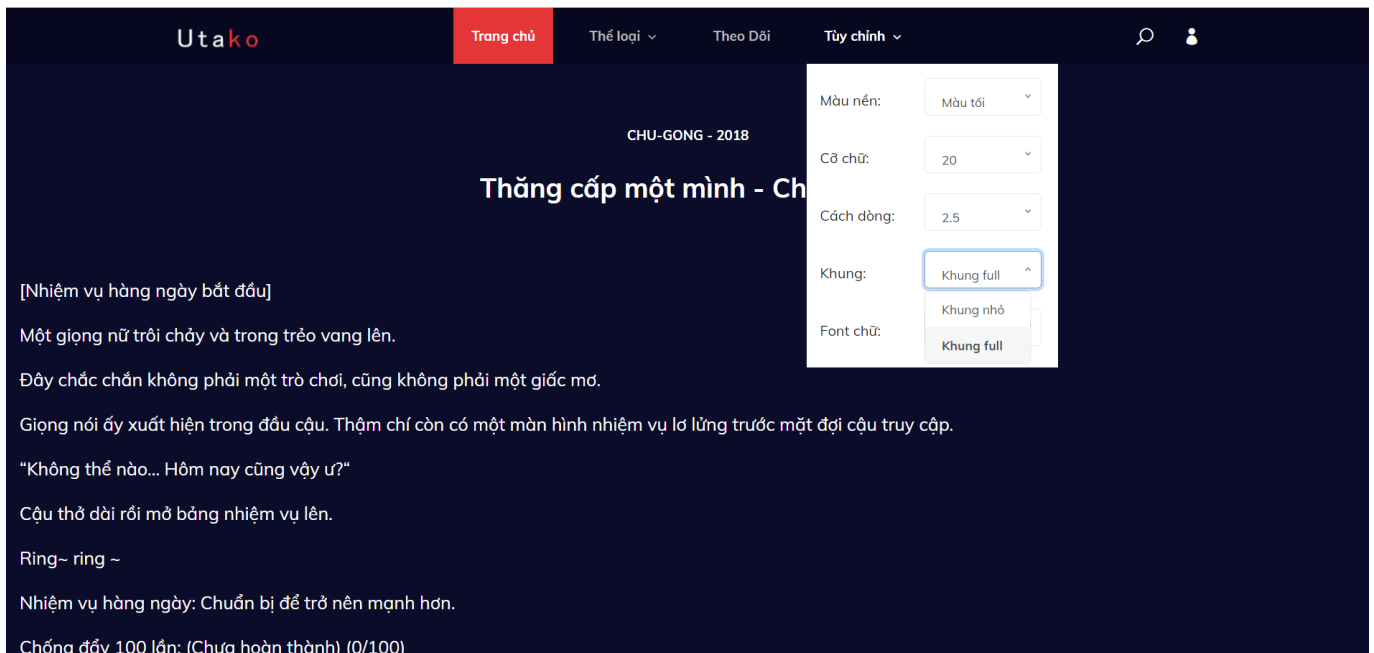 Utako
Trang chủ
Thể loại
Theo Dõi
Tùy chỉnh
Màu nền:
Màu tối
Cỡ chữ:
20
Cách dòng:
2.5
Khung:
Khung full
Khung nhỏ
Khung full
Font chữ:
CHU-GONG - 2018
Thăng cấp một mình - Ch
[Nhiệm vụ hàng ngày bắt đầu]
Một giọng nữ trôi chảy và trong trẻo vang lên.
Đây chắc chắn không phải một trò chơi, cũng không phải một giấc mơ.
Giọng nói ấy xuất hiện trong đầu cậu. Thậm chí còn có một màn hình nhiệm vụ lơ lửng trước mặt đợi cậu truy cập.
“Không thể nào... Hôm nay cũng vậy ư?“
Cậu thở dài rồi mở bảng nhiệm vụ lên.
Ring~ ring ~
Nhiệm vụ hàng ngày: Chuẩn bị để trở nên mạnh hơn.
Chống đẩy 100 lần: (Chưa hoàn thành) (0/100)